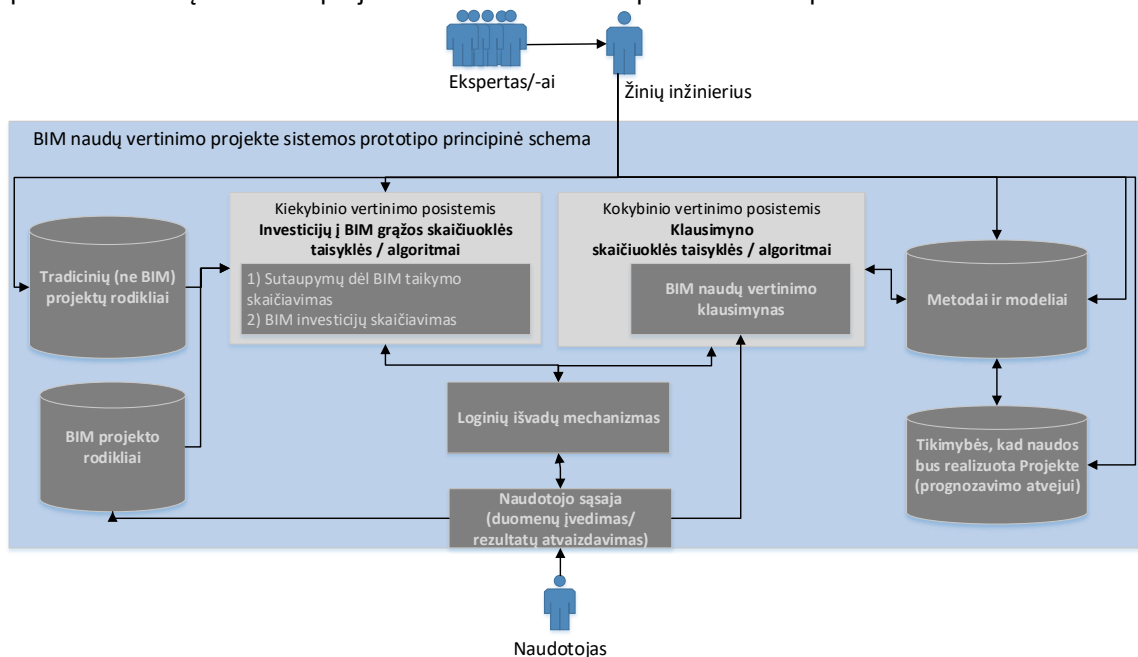 Ekspertas/-ai
Žinių inžinierius
BIM naudų vertinimo projekte sistemos prototipo principinė schema
Kiekybinio vertinimo posistemis
Investicijų į BIM grąžos skaičiuoklės
taisyklės / algoritmai
1) Sutaupymų dėl BIM taikymo
skaičiavimas
2) BIM investicijų skaičiavimas
Kokybinio vertinimo posistemis
Klausimyno
skaičiuoklės taisyklės / algoritmai
BIM naudų vertinimo
klausimynas
Tradicinių (ne BIM)
projektų rodikliai
Metodai ir modeliai
BIM projekto
rodikliai
Loginių išvadų mechanizmas
Tikimybės, kad naudos
bus realizuota Projekte
(prognozavimo atvejui)
Naudotojo sąsaja
(duomenų įvedimas/
rezultatų atvaizdavimas)
Naudotojas